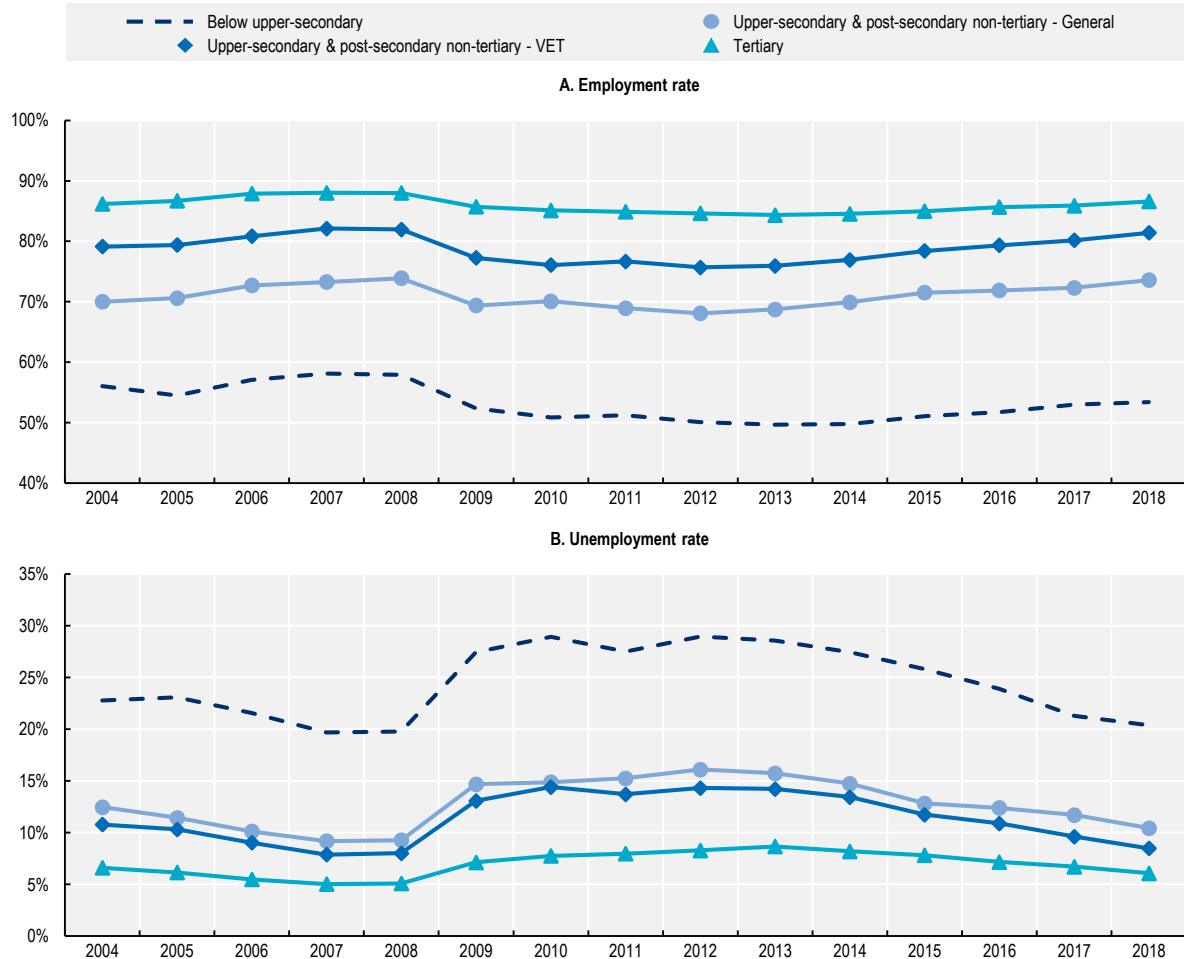 Below upper-secondary
Upper-secondary & post-secondary non-tertiary - General
Upper-secondary & post-secondary non-tertiary - VET
Tertiary
A. Employment rate
100%
90%
80%
70%
60%
50%
40%
2004 2005 2006 2007 2008 2009 2010 2011 2012 2013 2014 2015 2016 2017 2018
B. Unemployment rate
35%
30%
25%
20%
15%
10%
5%
0%
2004 2005 2006 2007 2008 2009 2010 2011 2012 2013 2014 2015 2016 2017 2018